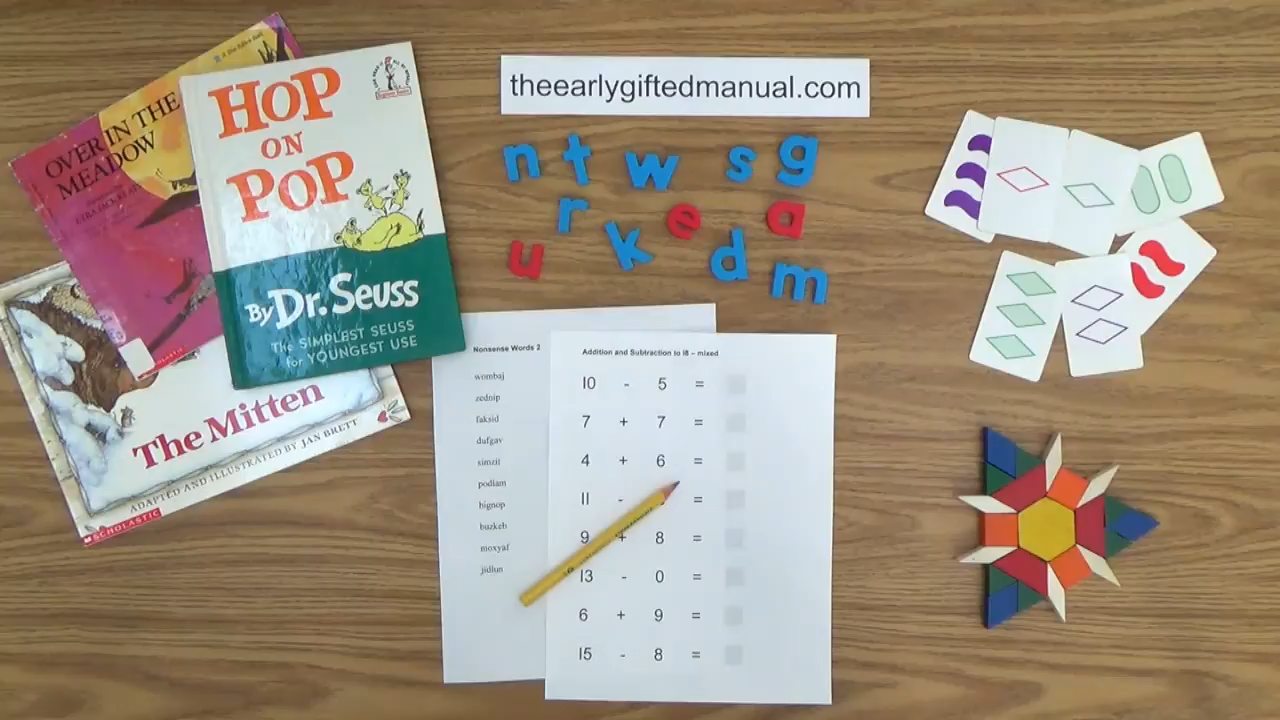 theearlygiftedmanual.com
OVER IN THE
MEADOW
HOP
ON
POP
By Dr. Seuss
The SIMPLEST SEUSS
for YOUNGEST USE
The Mitten
ADAPTED AND ILLUSTRATED BY JAN BRETT
SCHOLASTIC
n t w s g
r k e d a
u m
Nonsense Words 2
wombaj
zednip
faksid
dufgav
simzit
podlam
bignop
buzkeb
moxyaf
jidlun
Addition and Subtraction to 18 – mixed
10 - 5 =
7 + 7 =
4 + 6 =
11 - =
9 + 8 =
13 - 0 =
6 + 9 =
15 - 8 =